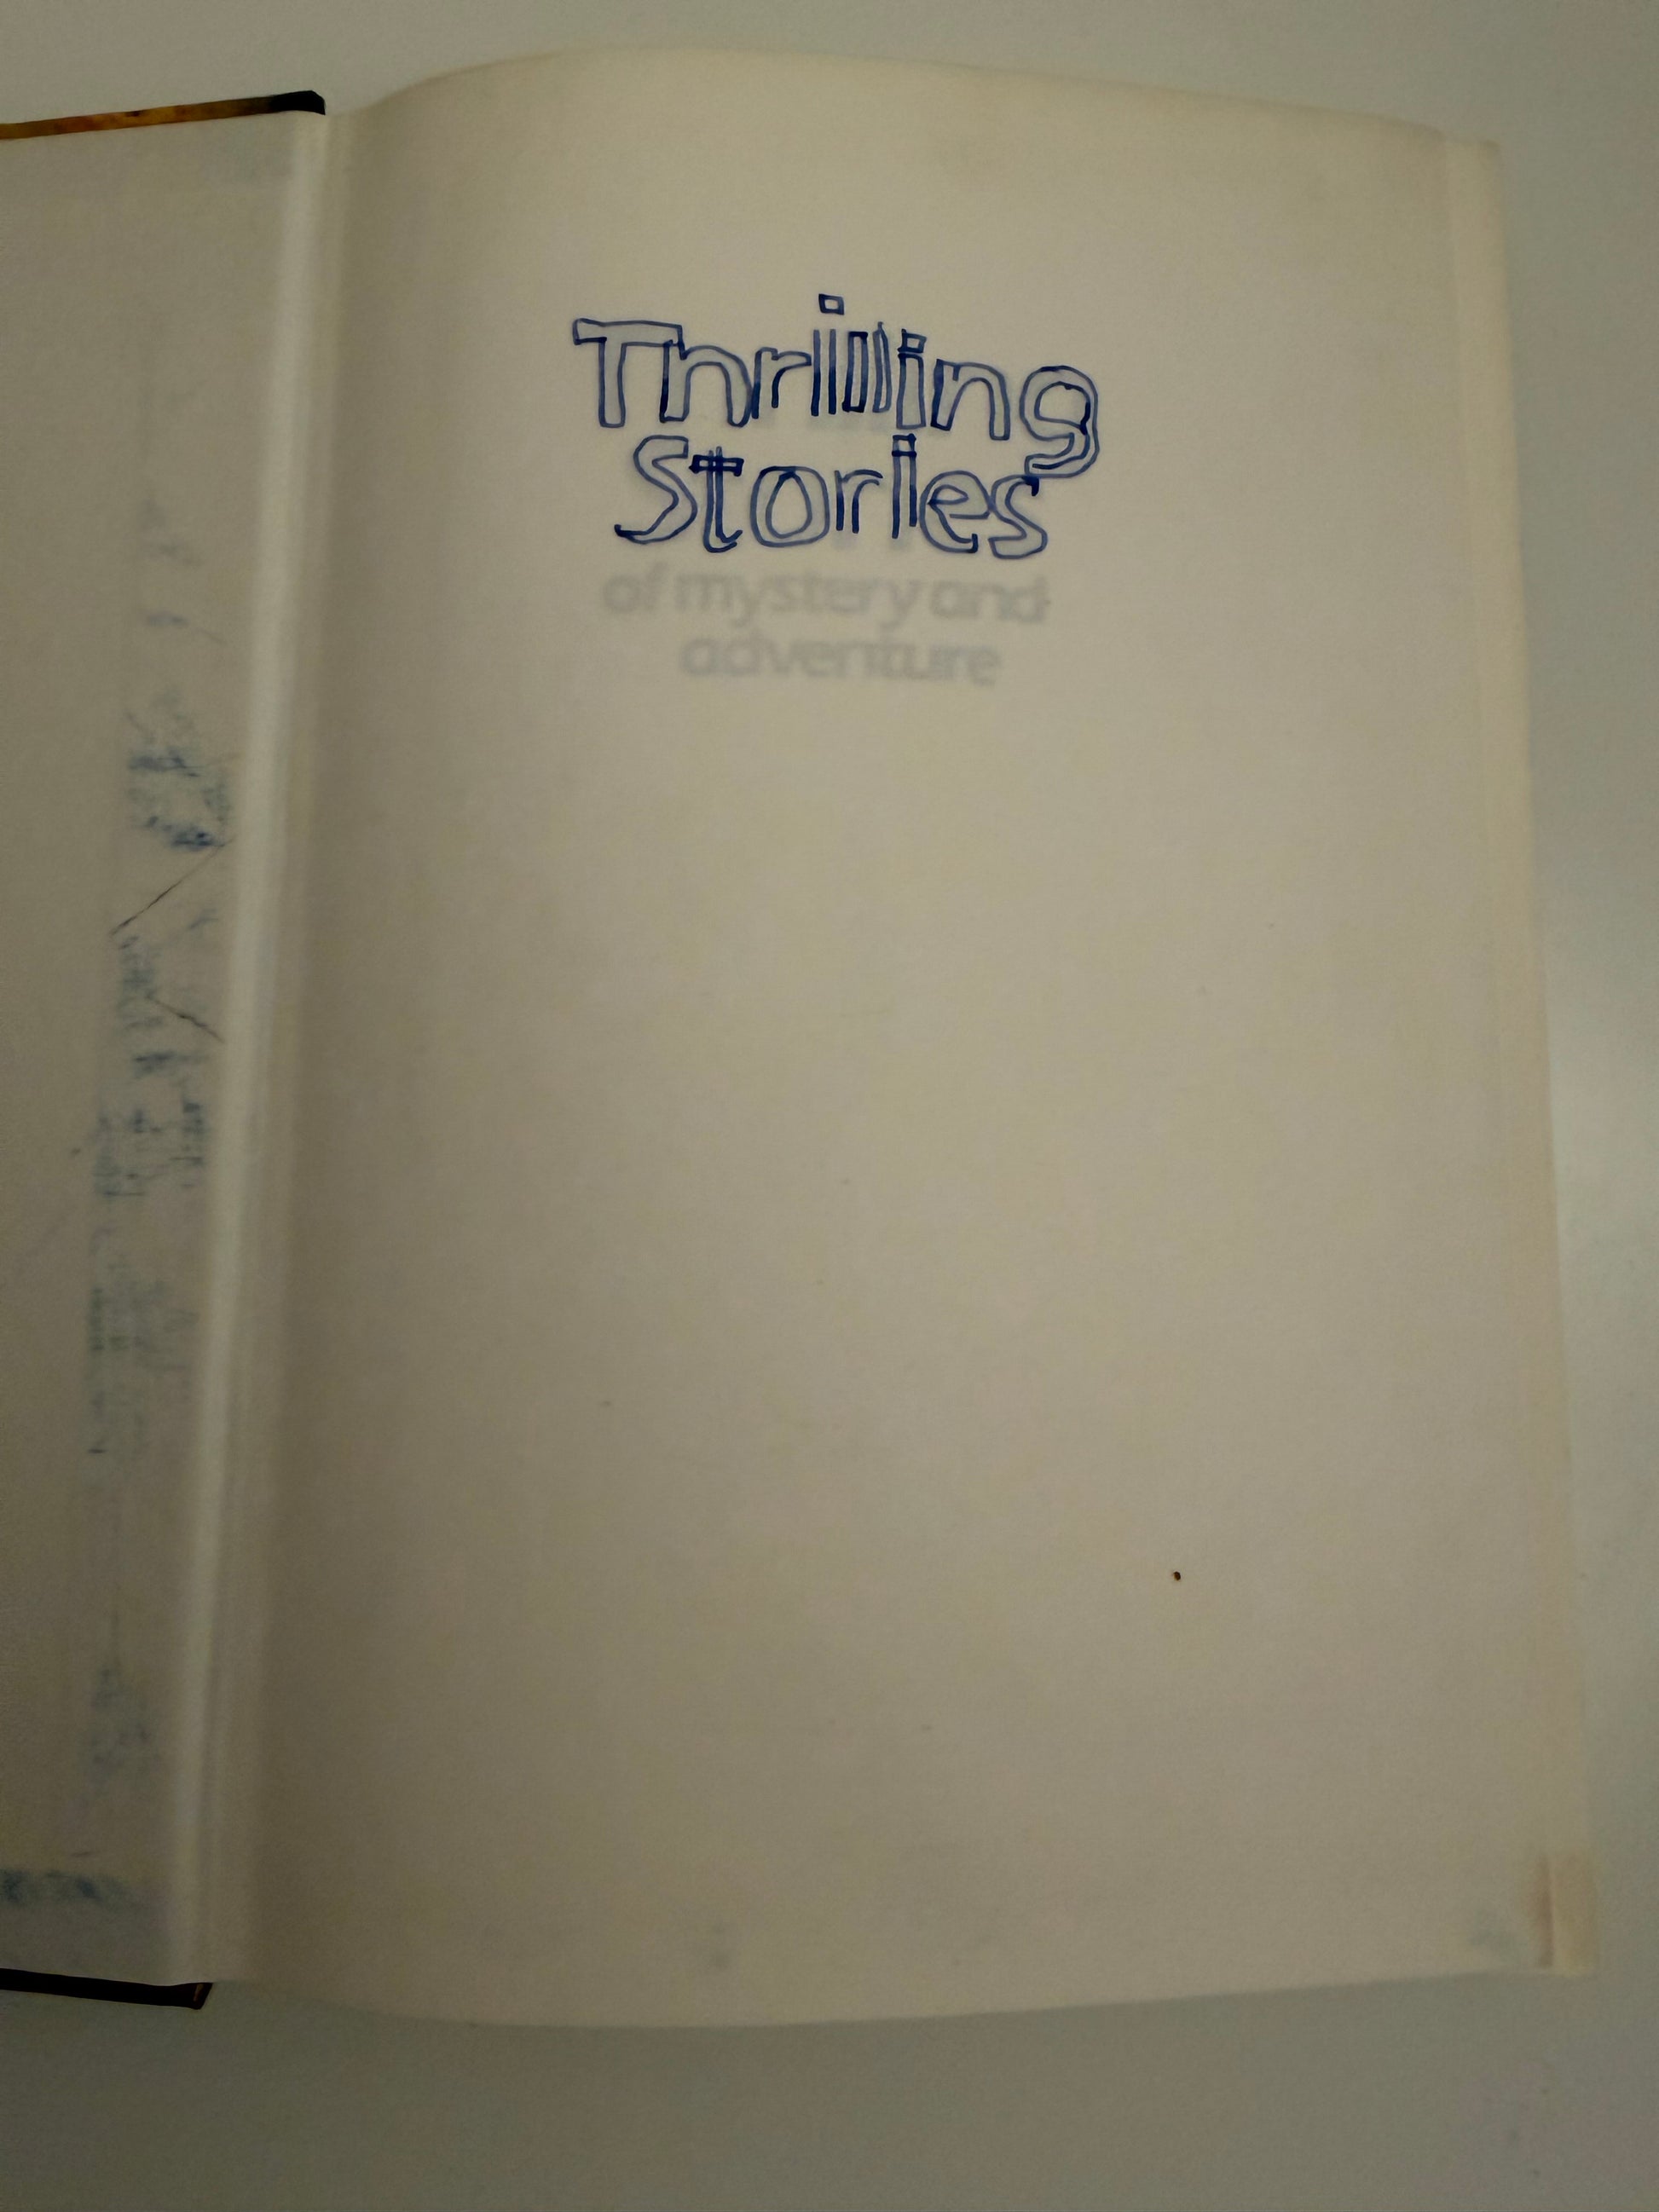 Thrilling
Stories
of mystery and
adventure